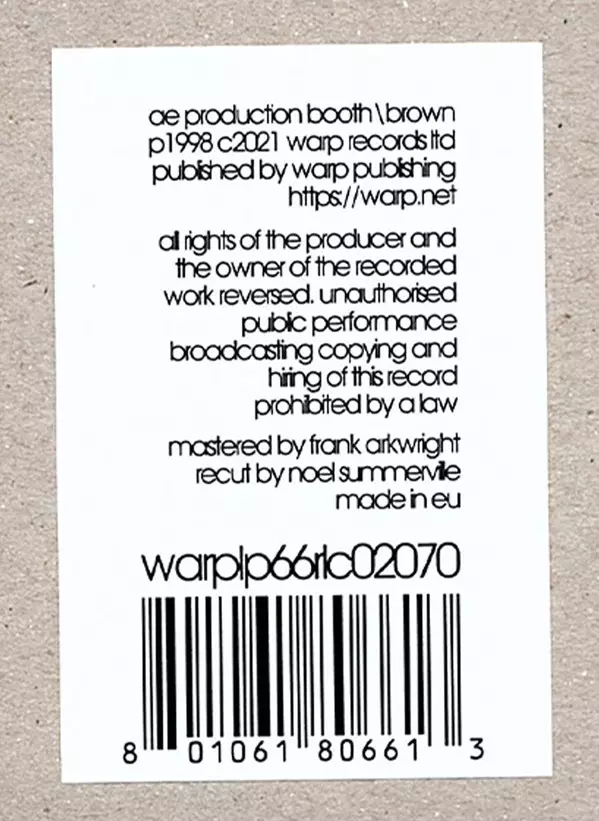 ae production booth\brown
p1998 c2021 warp records ltd
published by warp publishing
https://warp.net
all rights of the producer and
the owner of the recorded
work reversed. unauthorised
public performance
broadcasting copying and
hiring of this record
prohibited by a law
mastered by frank arkwright
recut by noel summerville
made in eu
warplp66rlc02070
8 01061 80661 3